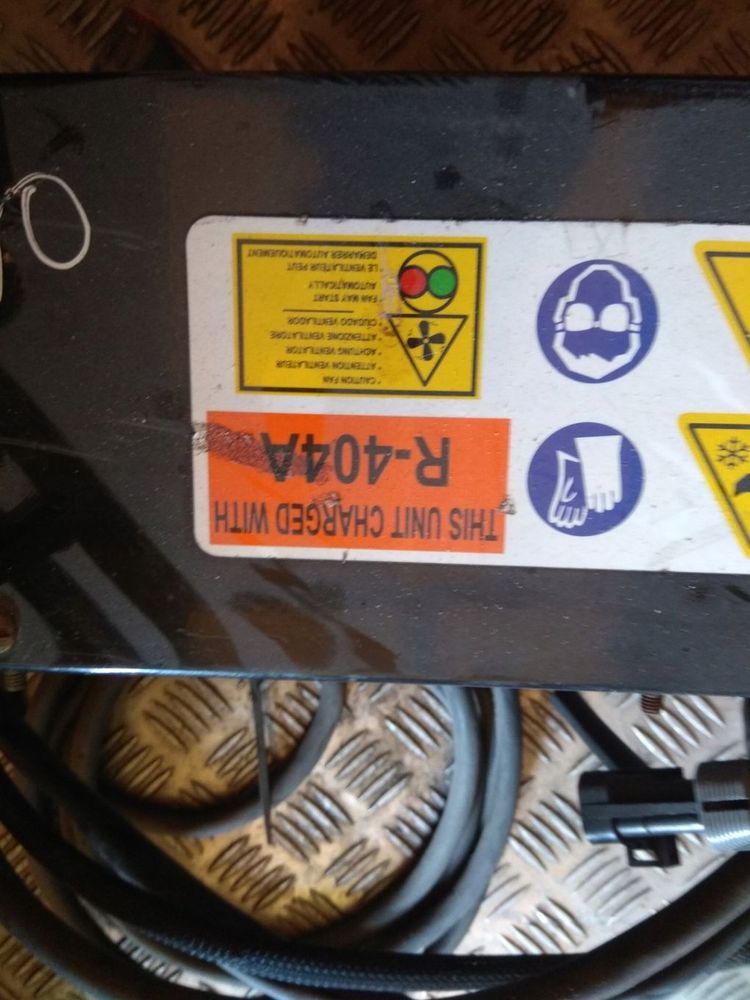 THIS UNIT CHARGED WITH
R-404A
* CAUTION FAN
* ATTENTION VENTILATEUR
* ACHTUNG VENTILATOR
* ATTENZIONE VENTILATORE
* CIUDADO VENTILADOR
FAN MAY START
AUTOMATICALLY
* LE VENTILATEUR PEUT
DEMARRER AUTOMATIQUEMENT